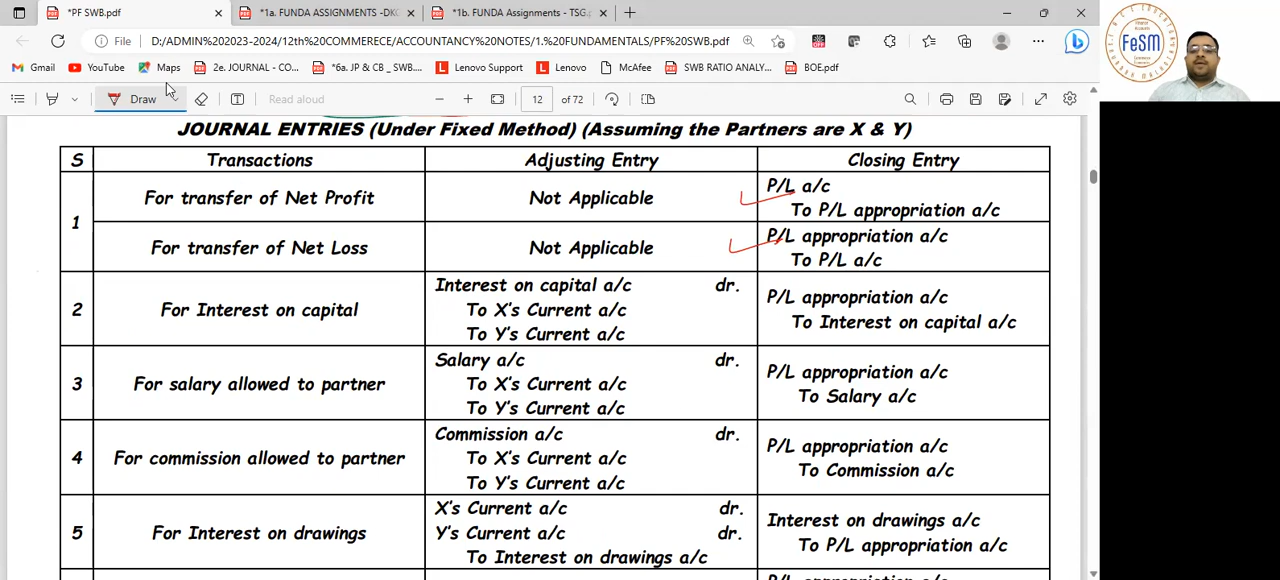 *PF SWB.pdf
*1a. FUNDA ASSIGNMENTS -DKG
*1b. FUNDA Assignments - TSG.p
File D:/ADMIN%202023-2024/12th%20COMMERCE/ACCOUNTANCE%20NOTES/1.%20FUNDAMENTALS/PF%20SWB.pdf
OFF
Gmail YouTube Maps 2e. JOURNAL - CO... *6a. JP & CB _ SWB.... Lenovo Support Lenovo McAfee SWB RATIO ANALY... BOE.pdf
Draw Read aloud 12 of 72
JOURNAL ENTRIES (Under Fixed Method) (Assuming the Partners are X & Y)
S Transactions Adjusting Entry Closing Entry
1
For transfer of Net Profit
Not Applicable
P/L a/c
To P/L appropriation a/c
For transfer of Net Loss
Not Applicable
P/L appropriation a/c
To P/L a/c
2
For Interest on capital
Interest on capital a/c dr.
To X's Current a/c
To Y's Current a/c
P/L appropriation a/c
To Interest on capital a/c
3
For salary allowed to partner
Salary a/c dr.
To X's Current a/c
To Y's Current a/c
P/L appropriation a/c
To Salary a/c
4
For commission allowed to partner
Commission a/c dr.
To X's Current a/c
To Y's Current a/c
P/L appropriation a/c
To Commission a/c
5
For Interest on drawings
X's Current a/c dr.
Y's Current a/c dr.
To Interest on drawings a/c
Interest on drawings a/c
To P/L appropriation a/c
P/L appropriation a/c
FeSM